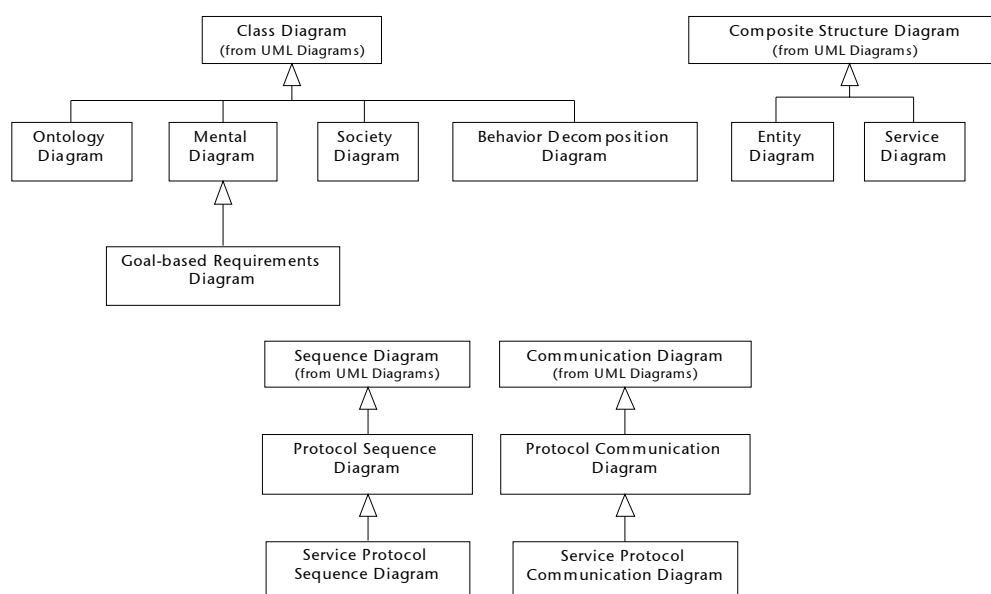 Class Diagram
(from UML Diagrams)
Composite Structure Diagram
(from UML Diagrams)
Ontology
Diagram
Mental
Diagram
Society
Diagram
Behavior Decomposition
Diagram
Entity
Diagram
Service
Diagram
Goal-based Requirements
Diagram
Sequence Diagram
(from UML Diagrams)
Communication Diagram
(from UML Diagrams)
Protocol Sequence
Diagram
Protocol Communication
Diagram
Service Protocol
Sequence Diagram
Service Protocol
Communication Diagram